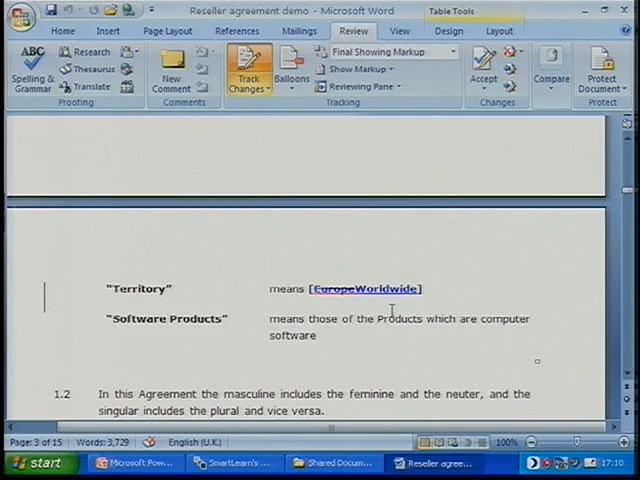 Reseller agreement demo - Microsoft Word
Table Tools
Home Insert Page Layout References Mailings Review View Design Layout
ABC
Spelling & Grammar
Research
Thesaurus
Translate
Proofing
New Comment
Comments
Track Changes
Balloons
Final Showing Markup
Show Markup
Reviewing Pane
Tracking
Accept
Changes
Compare
Protect Document
Protect
"Territory" means [EuropeWorldwide]
"Software Products" means those of the Products which are computer
software
1.2 In this Agreement the masculine includes the feminine and the neuter, and the
singular includes the plural and vice versa.
Page: 3 of 15 Words: 3,729 English (U.K.) 100%
start Microsoft Pow... SmartLearn's ... Shared Docum... Reseller agree... 17:10